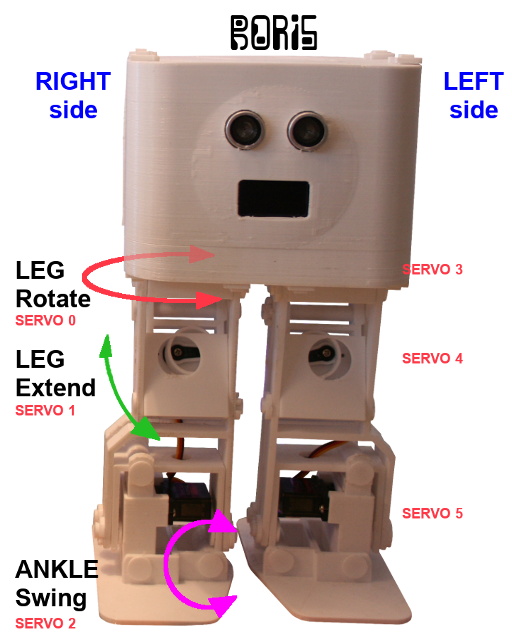 BORIS
RIGHT
side
LEFT
side
LEG
Rotate
SERVO 0
SERVO 3
LEG
Extend
SERVO 1
SERVO 4
SERVO 5
ANKLE
Swing
SERVO 2